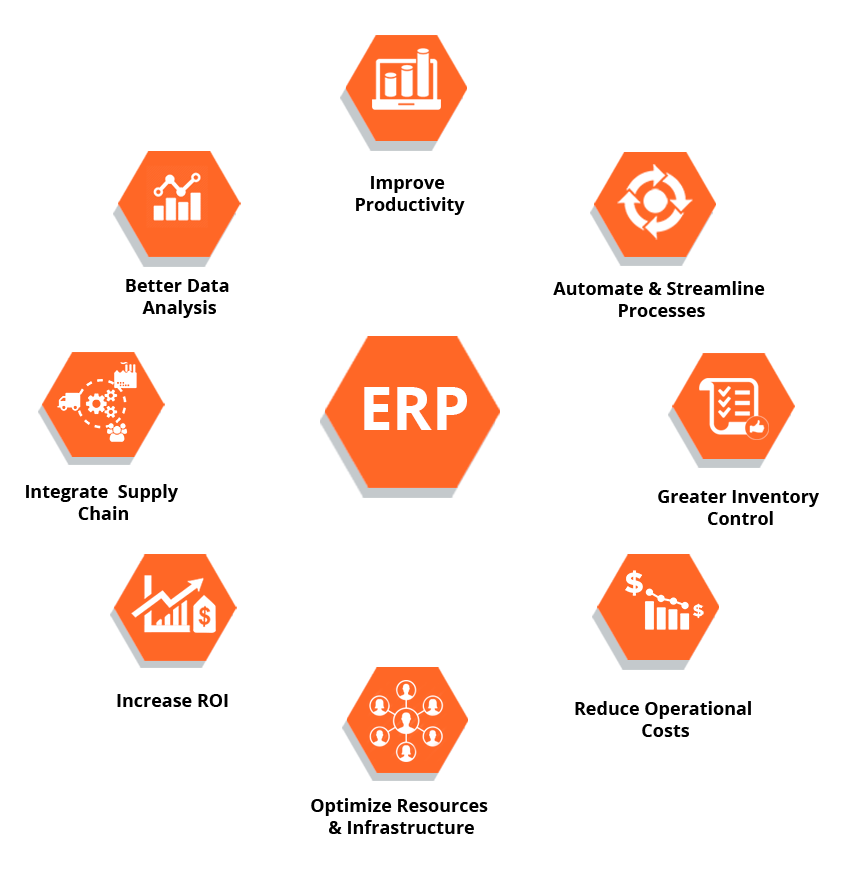 Improve
Productivity
Better Data
Analysis
Automate & Streamline
Processes
ERP
Integrate  Supply
Chain
Greater Inventory
Control
$
$
$
Increase ROI
Reduce Operational
Costs
Optimize Resources
& Infrastructure